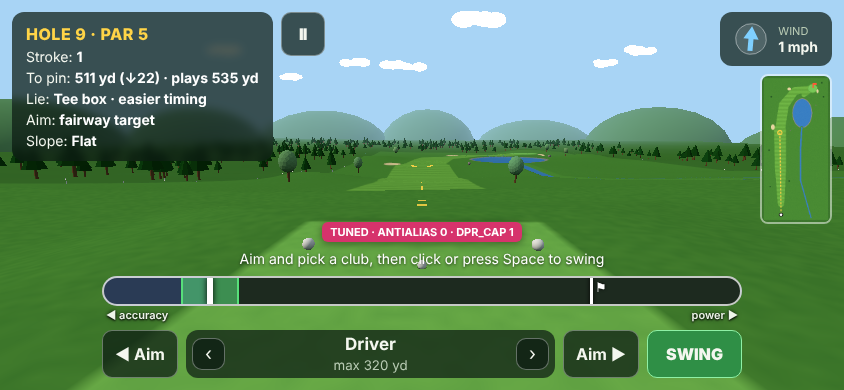 HOLE 9 · PAR 5
Stroke: 1
To pin: 511 yd (↓22) · plays 535 yd
Lie: Tee box · easier timing
Aim: fairway target
Slope: Flat
WIND
1 mph
TUNED · ANTIALIAS 0 · DPR_CAP 1
Aim and pick a club, then click or press Space to swing
◀ accuracy
power ▶
◀ Aim
‹
Driver
max 320 yd
›
Aim ▶
SWING